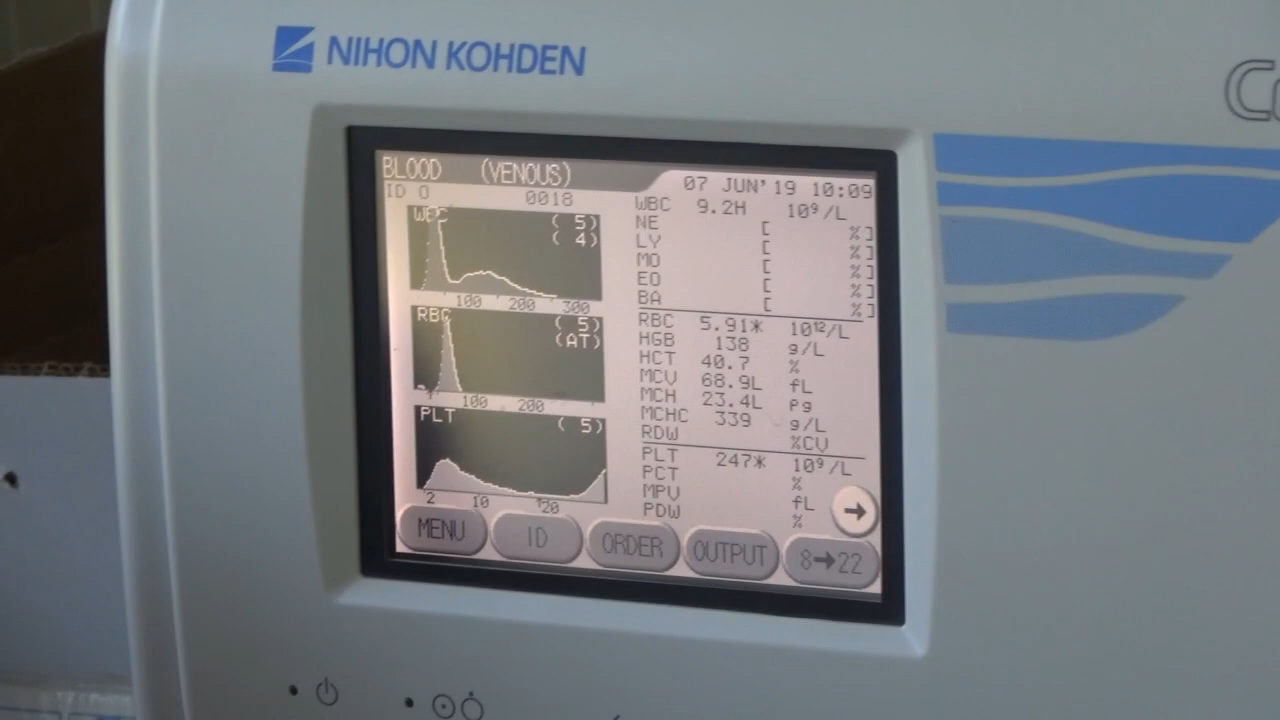 NIHON KOHDEN
BLOOD (VENOUS)
07 JUN'19 10:09
ID 0 0018
WBC 9.2H 10⁹/L
NE [ %]
LY [ %]
MO [ %]
EO [ %]
BA [ %]
RBC 5.91* 10¹²/L
HGB 138 g/L
HCT 40.7 %
MCV 68.9L fL
MCH 23.4L pg
MCHC 339 g/L
RDW %CV
PLT 247* 10⁹/L
PCT %
MPV fL
PDW %
WBC ( 5)
( 4)
100 200 300
RBC ( 5)
(AT)
100 200
PLT ( 5)
2 10 20
MENU ID ORDER OUTPUT 8→22